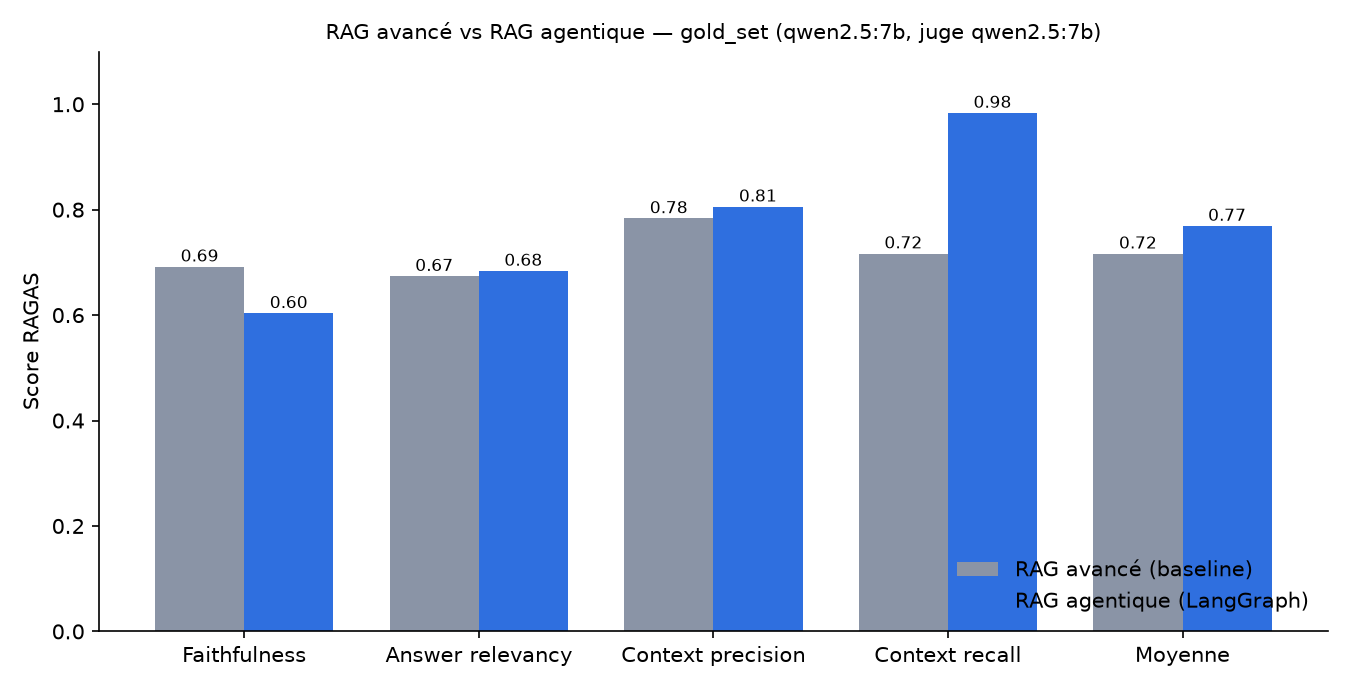 RAG avancé vs RAG agentique — gold_set (qwen2.5:7b, juge qwen2.5:7b)
Score RAGAS
1.0
0.8
0.6
0.4
0.2
0.0
0.69
0.60
0.67
0.68
0.78
0.81
0.72
0.98
0.72
0.77
RAG avancé (baseline)
RAG agentique (LangGraph)
Faithfulness
Answer relevancy
Context precision
Context recall
Moyenne